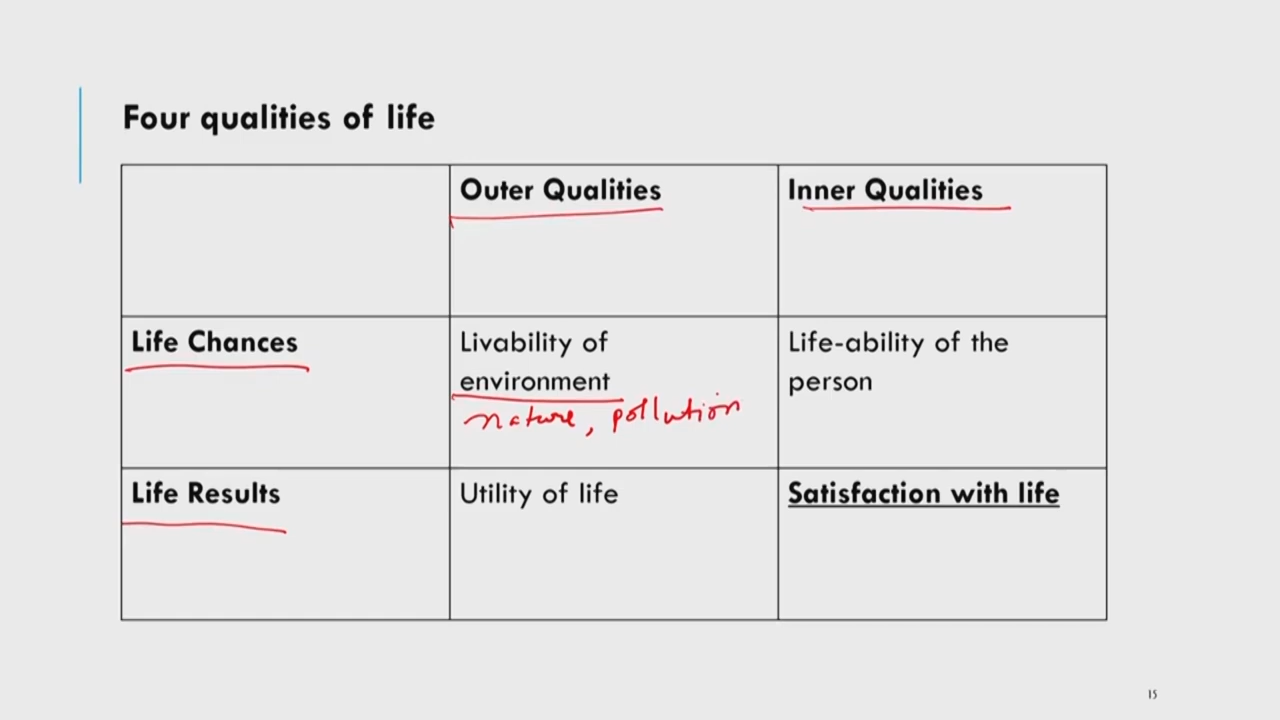 Four qualities of life
Outer Qualities
Inner Qualities
Life Chances
Livability of
environment
nature, pollution
Life-ability of the
person
Life Results
Utility of life
Satisfaction with life
15